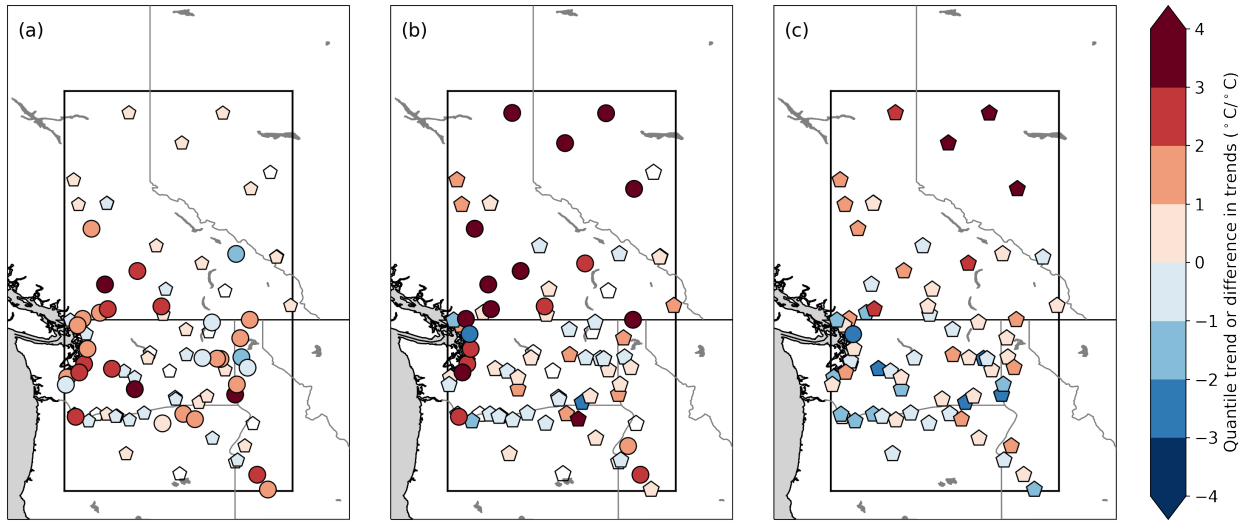 (a)
(b)
(c)
4
3
2
1
0
−1
−2
−3
−4
Quantile trend or difference in trends (°C/°C)